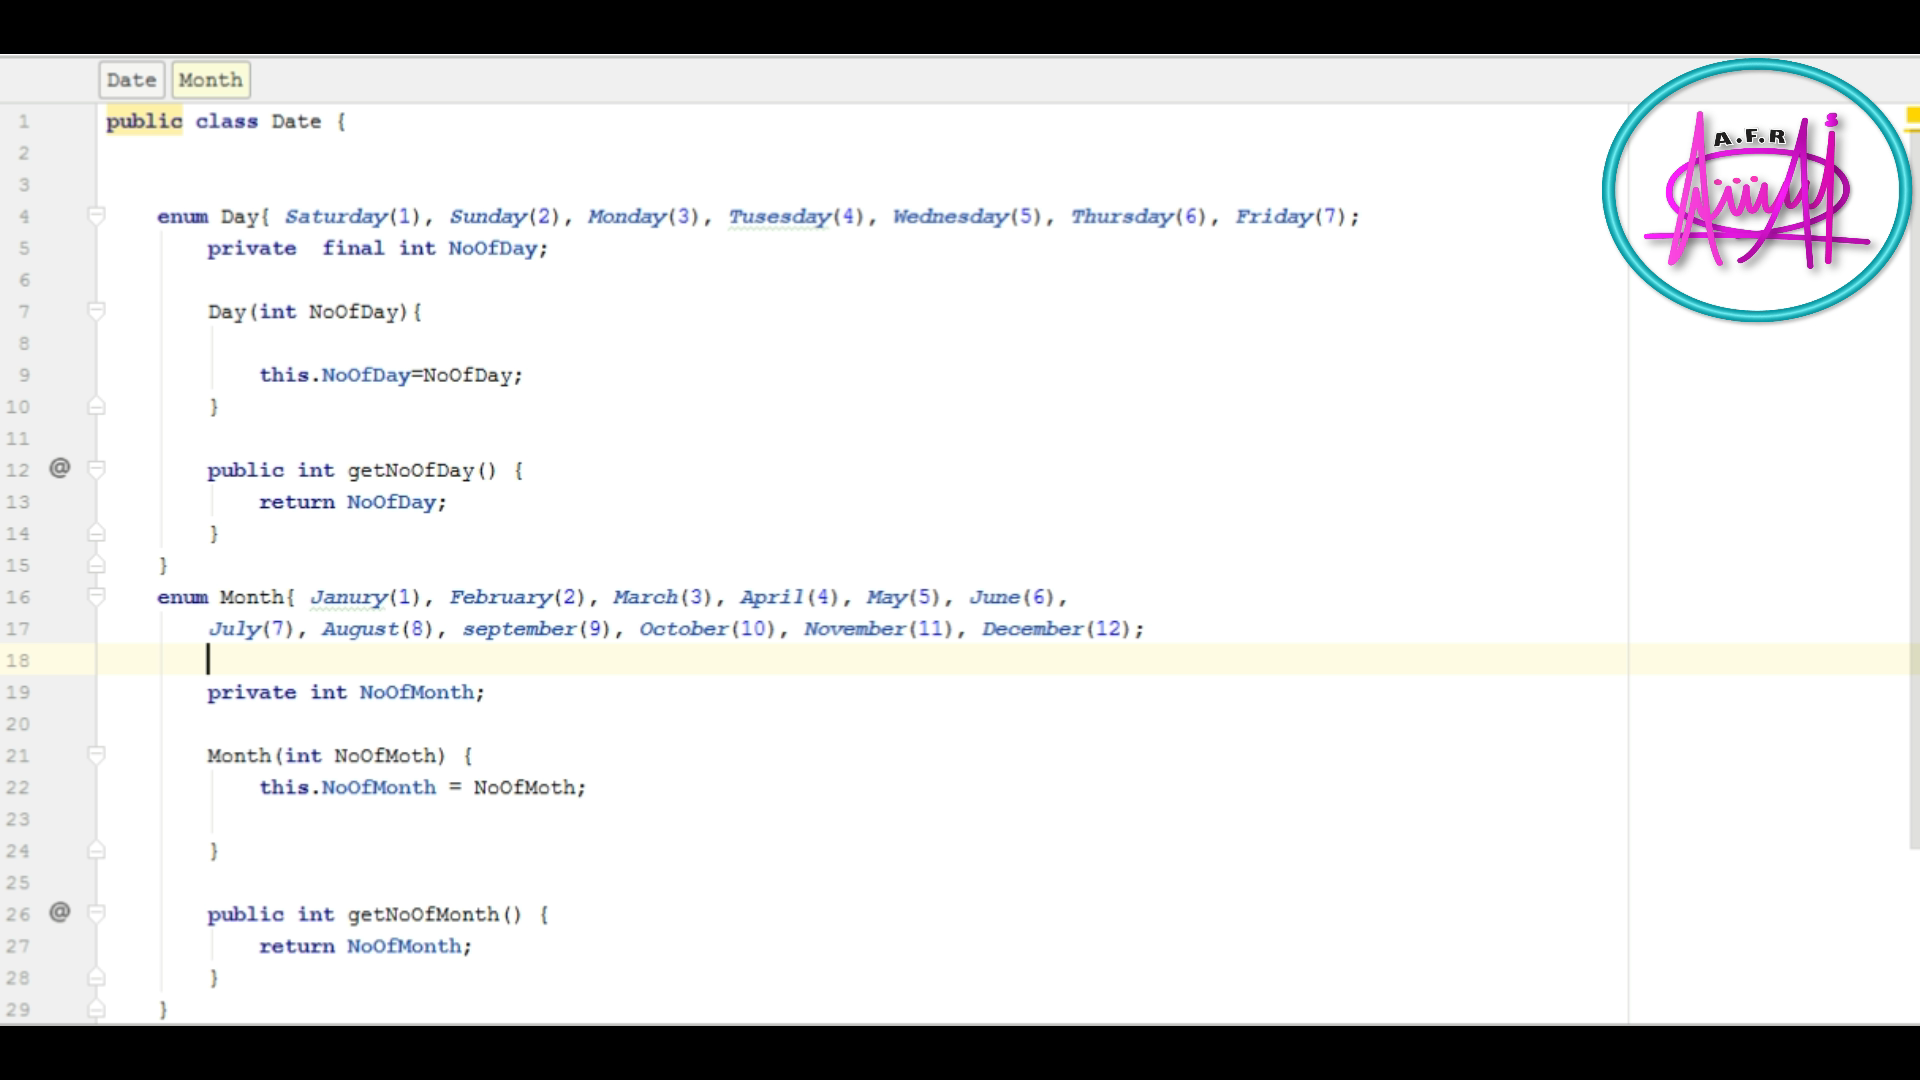 Date Month
1 public class Date {
2
3
4 enum Day{ Saturday(1), Sunday(2), Monday(3), Tusesday(4), Wednesday(5), Thursday(6), Friday(7);
5 private  final int NoOfDay;
6
7 Day(int NoOfDay){
8
9 this.NoOfDay=NoOfDay;
10 }
11
12 @ public int getNoOfDay() {
13 return NoOfDay;
14 }
15 }
16 enum Month{ Janury(1), February(2), March(3), April(4), May(5), June(6),
17 July(7), August(8), september(9), October(10), November(11), December(12);
18
19 private int NoOfMonth;
20
21 Month(int NoOfMoth) {
22 this.NoOfMonth = NoOfMoth;
23
24 }
25
26 @ public int getNoOfMonth() {
27 return NoOfMonth;
28 }
29 }
A.F.R